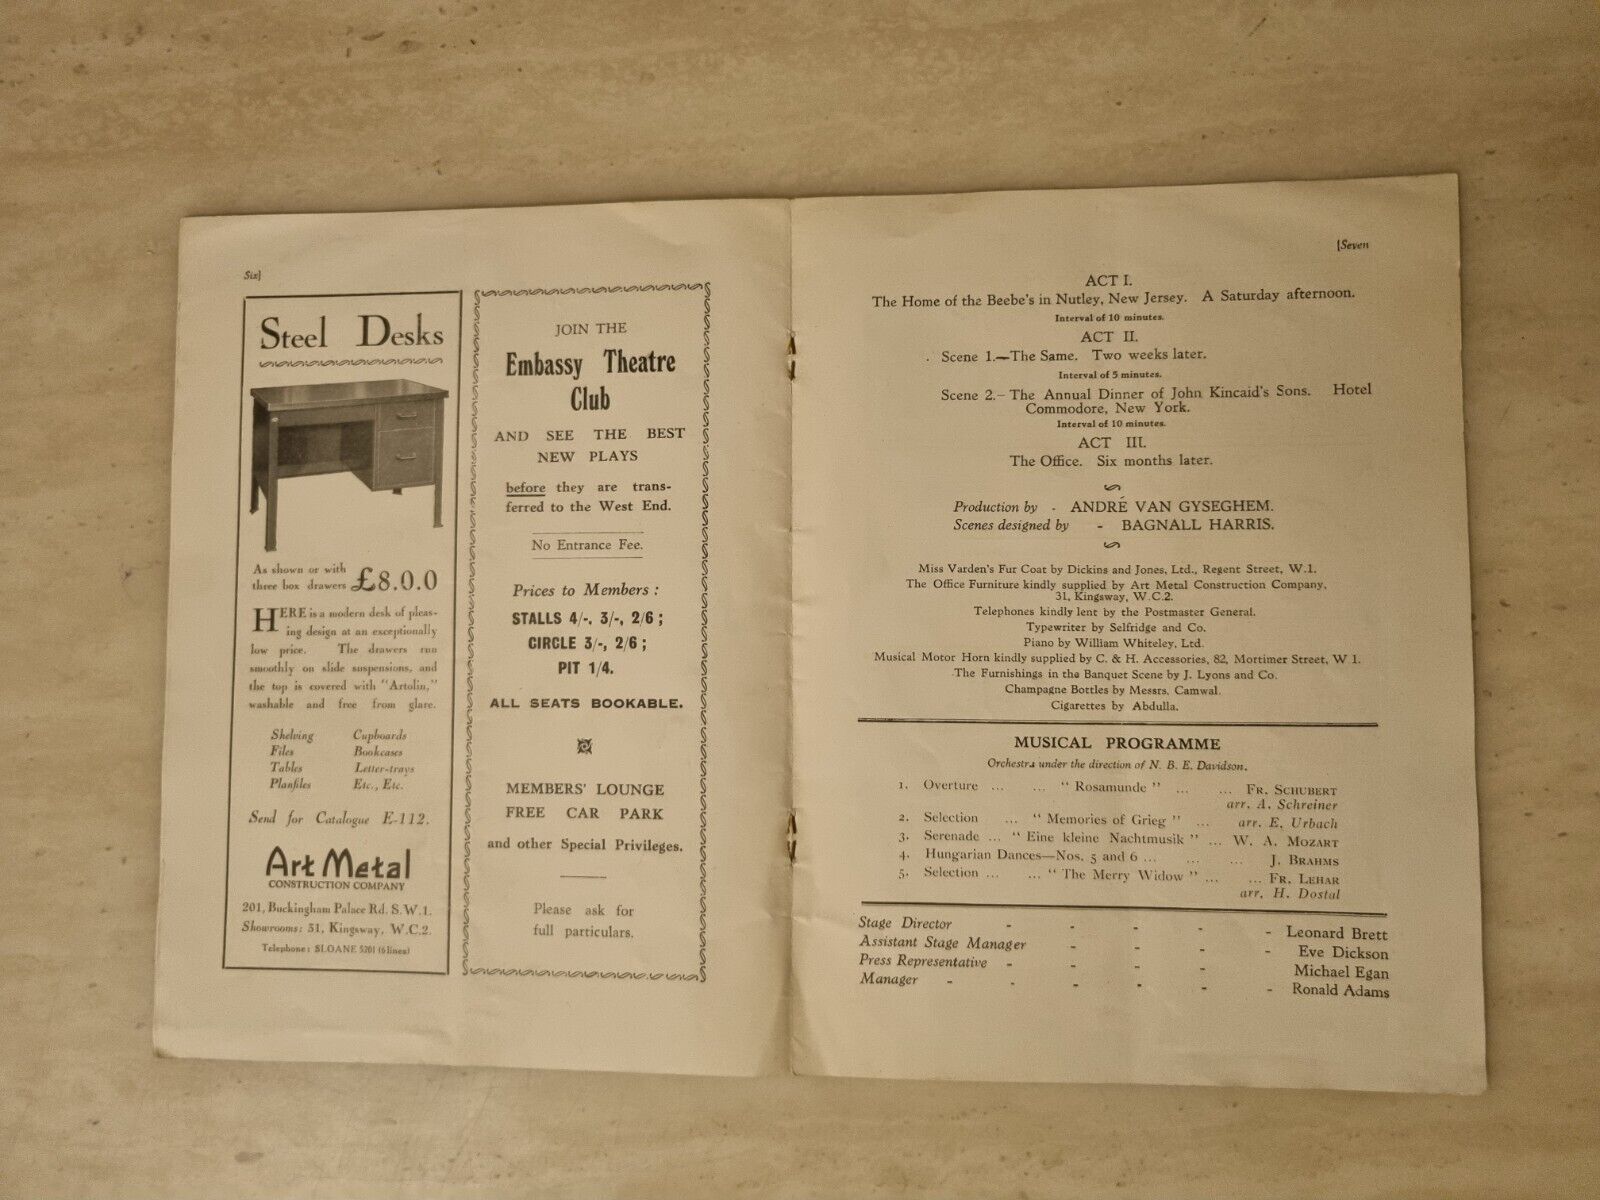 Six]
Steel Desks
As shown or with
three box drawers £8.0.0
HERE is a modern desk of pleas-
ing design at an exceptionally
low price. The drawers run
smoothly on slide suspensions, and
the top is covered with "Artolin,"
washable and free from glare.
Shelving Cupboards
Files Bookcases
Tables Letter-trays
Planfiles Etc., Etc.
Send for Catalogue E-112.
Art Metal
CONSTRUCTION COMPANY
201, Buckingham Palace Rd. S.W.1.
Showrooms: 31, Kingsway, W.C.2.
Telephone: SLOANE 5201 (6 lines)
JOIN THE
Embassy Theatre
Club
AND SEE THE BEST
NEW PLAYS
before they are trans-
ferred to the West End.
No Entrance Fee.
Prices to Members :
STALLS 4/-, 3/-, 2/6 ;
CIRCLE 3/-, 2/6 ;
PIT 1/4.
ALL SEATS BOOKABLE.
MEMBERS' LOUNGE
FREE CAR PARK
and other Special Privileges.
Please ask for
full particulars.
[Seven
ACT I.
The Home of the Beebe's in Nutley, New Jersey. A Saturday afternoon.
Interval of 10 minutes.
ACT II.
Scene 1.—The Same. Two weeks later.
Interval of 5 minutes.
Scene 2.- The Annual Dinner of John Kincaid's Sons. Hotel
Commodore, New York.
Interval of 10 minutes.
ACT III.
The Office. Six months later.
Production by - ANDRÉ VAN GYSEGHEM.
Scenes designed by - BAGNALL HARRIS.
Miss Varden's Fur Coat by Dickins and Jones, Ltd., Regent Street, W.1.
The Office Furniture kindly supplied by Art Metal Construction Company,
31, Kingsway, W.C.2.
Telephones kindly lent by the Postmaster General.
Typewriter by Selfridge and Co.
Piano by William Whiteley, Ltd.
Musical Motor Horn kindly supplied by C. & H. Accessories, 82, Mortimer Street, W 1.
The Furnishings in the Banquet Scene by J. Lyons and Co.
Champagne Bottles by Messrs. Camwal.
Cigarettes by Abdulla.
MUSICAL PROGRAMME
Orchestra under the direction of N. B. E. Davidson.
1. Overture ... ... " Rosamunde " ... ... FR. SCHUBERT
arr. A. Schreiner
2. Selection ... " Memories of Grieg " ... arr. E. Urbach
3. Serenade ... " Eine kleine Nachtmusik " ... W. A. MOZART
4. Hungarian Dances—Nos. 5 and 6 ... ... ... J. BRAHMS
5. Selection ... ... " The Merry Widow " ... ... FR. LEHAR
arr. H. Dostal
Stage Director - - - - - Leonard Brett
Assistant Stage Manager - - - - Eve Dickson
Press Representative - - - - Michael Egan
Manager - - - - - - Ronald Adams